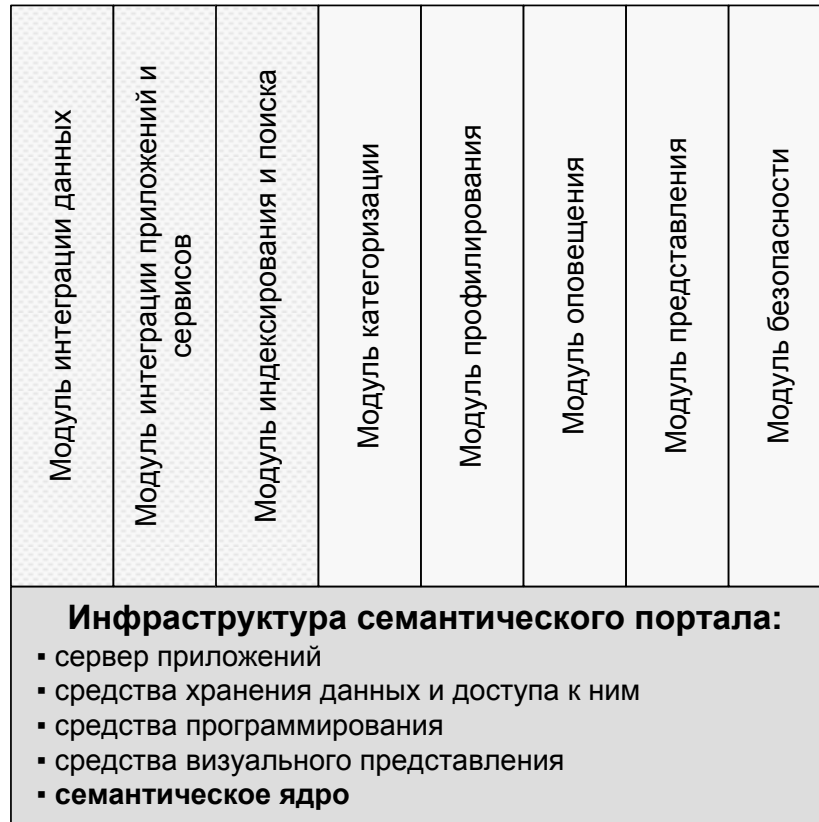 Модуль интеграции данных
Модуль интеграции приложений и
сервисов
Модуль индексирования и поиска
Модуль категоризации
Модуль профилирования
Модуль оповещения
Модуль представления
Модуль безопасности
Инфраструктура семантического портала:
▪ сервер приложений
▪ средства хранения данных и доступа к ним
▪ средства программирования
▪ средства визуального представления
▪ семантическое ядро